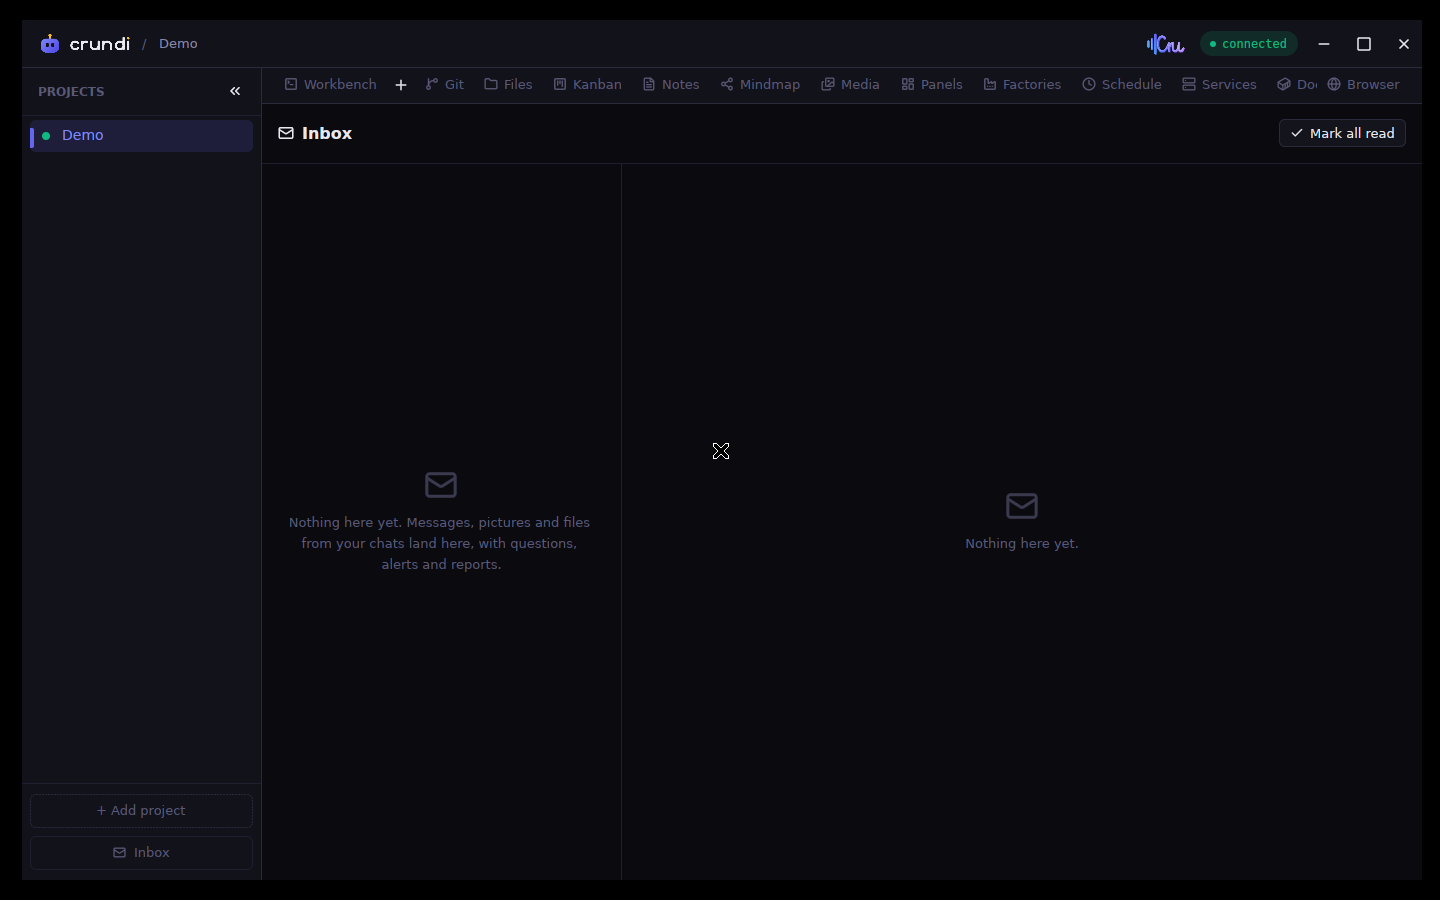 crundi / Demo
Cru
connected
PROJECTS
Workbench + Git Files Kanban Notes Mindmap Media Panels Factories Schedule Services Browser
Demo
Inbox
Mark all read
Nothing here yet. Messages, pictures and files
from your chats land here, with questions,
alerts and reports.
Nothing here yet.
+ Add project
Inbox